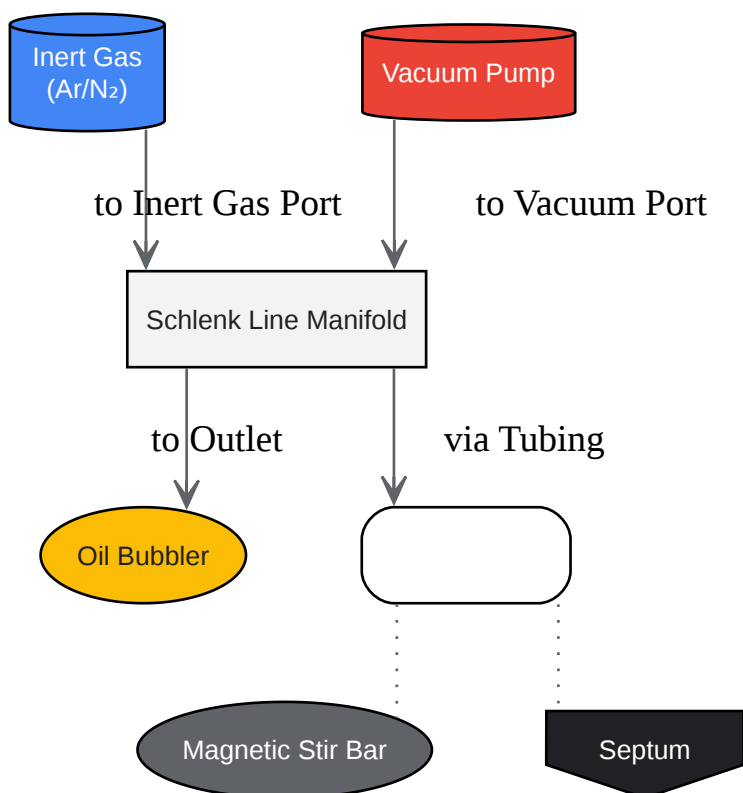 Inert Gas
(Ar/N₂)
Vacuum Pump
to Inert Gas Port
to Vacuum Port
Schlenk Line Manifold
to Outlet
via Tubing
Oil Bubbler
Magnetic Stir Bar
Septum